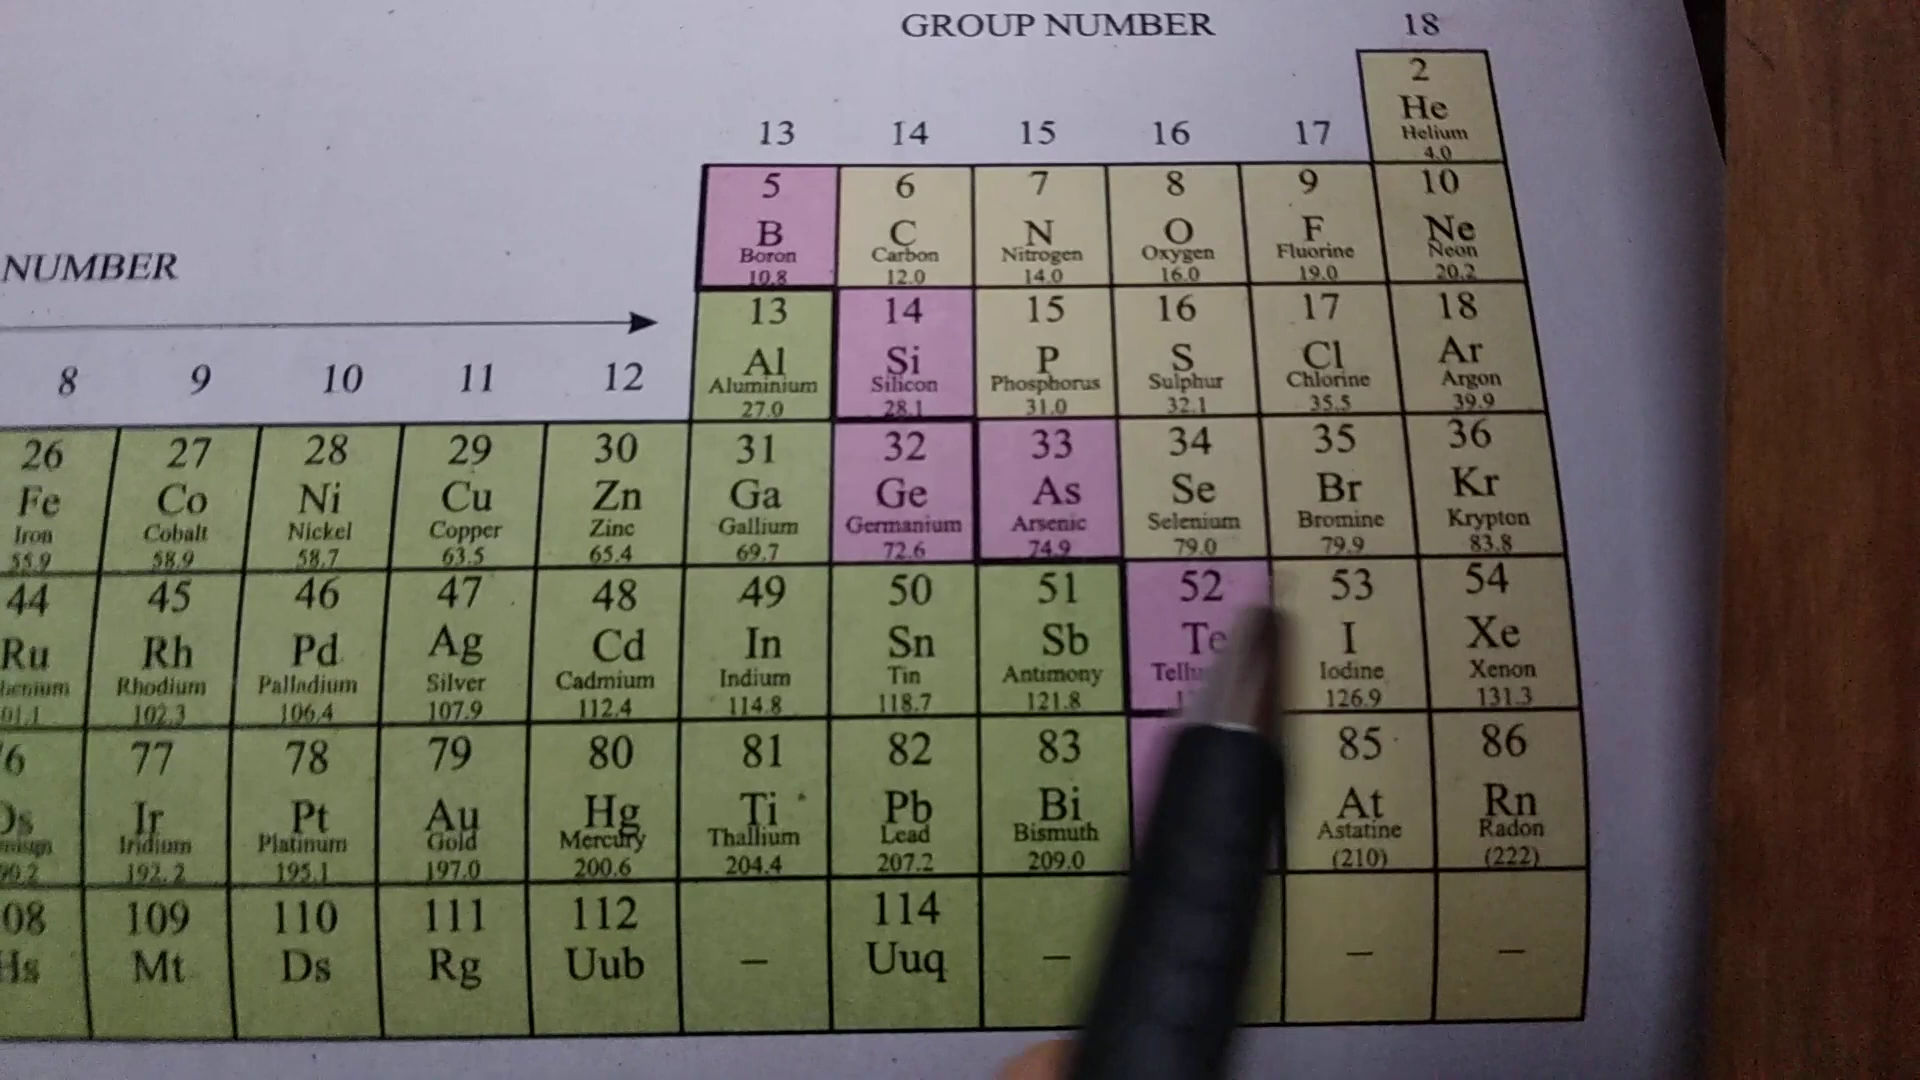 GROUP NUMBER 18
2
He
Helium
4.0
13 14 15 16 17
5 6 7 8 9 10
B C N O F Ne
Boron Carbon Nitrogen Oxygen Fluorine Neon
10.8 12.0 14.0 16.0 19.0 20.2
NUMBER
13 14 15 16 17 18
Al Si P S Cl Ar
Aluminium Silicon Phosphorus Sulphur Chlorine Argon
27.0 28.1 31.0 32.1 35.5 39.9
8 9 10 11 12
26 27 28 29 30 31 32 33 34 35 36
Fe Co Ni Cu Zn Ga Ge As Se Br Kr
Iron Cobalt Nickel Copper Zinc Gallium Germanium Arsenic Selenium Bromine Krypton
55.9 58.9 58.7 63.5 65.4 69.7 72.6 74.9 79.0 79.9 83.8
44 45 46 47 48 49 50 51 52 53 54
Ru Rh Pd Ag Cd In Sn Sb Te I Xe
Rhodium Palladium Silver Cadmium Indium Tin Antimony Iodine Xenon
102.3 106.4 107.9 112.4 114.8 118.7 121.8 126.9 131.3
77 78 79 80 81 82 83 85 86
Ir Pt Au Hg Ti Pb Bi At Rn
Iridium Platinum Gold Mercury Thallium Lead Bismuth Astatine Radon
192.2 195.1 197.0 200.6 204.4 207.2 209.0 (210) (222)
109 110 111 112 114
Mt Ds Rg Uub – Uuq – – –